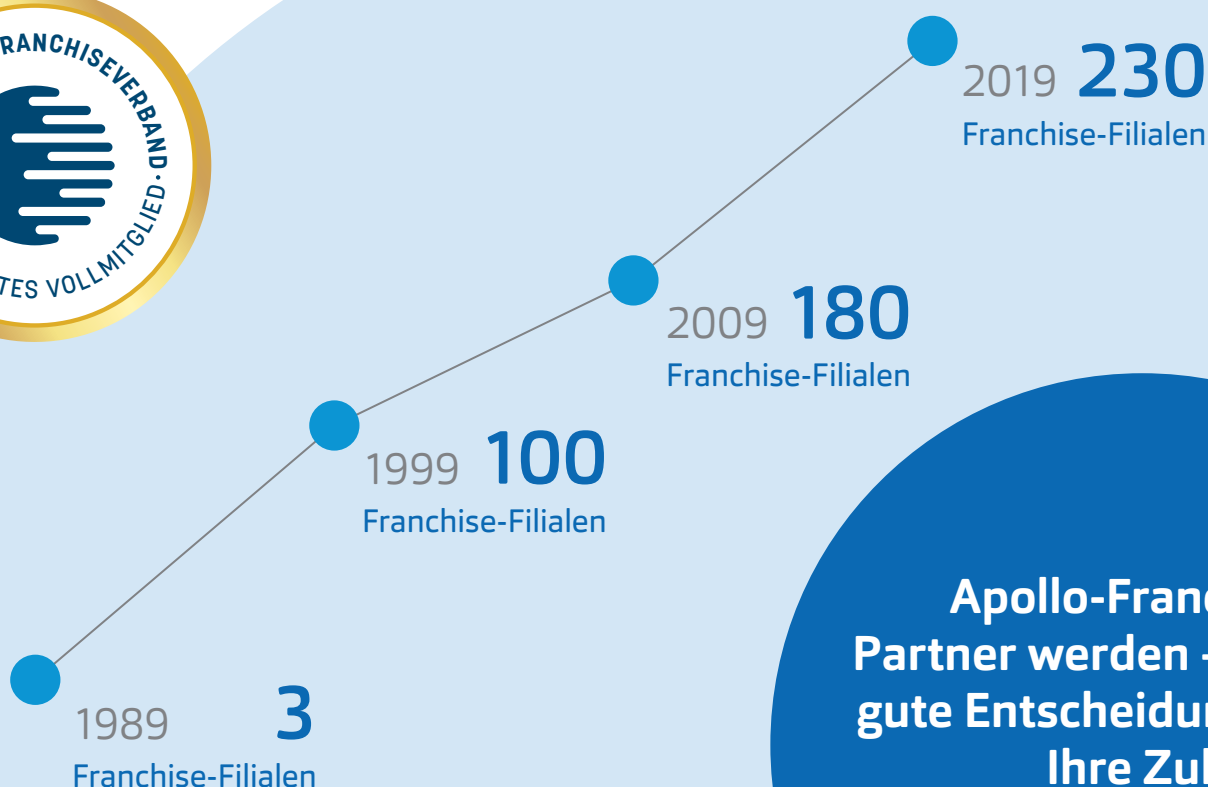 RANCHISEVERBAND ·
TES VOLLMITGLIED ·
2019 230
Franchise-Filialen
2009 180
Franchise-Filialen
1999 100
Franchise-Filialen
1989 3
Franchise-Filialen
Apollo-Fran
Partner werden -
gute Entscheidu
Ihre Zu